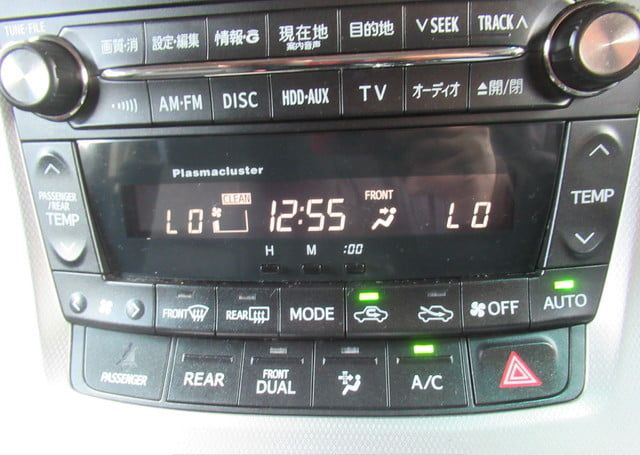 TUNE·FILE
画質·消 設定·編集 情報·G 現在地 案内音声 目的地 ∨ SEEK TRACK ∧
AM·FM DISC HDD·AUX TV オーディオ ≜開/閉
Plasmacluster
PASSENGER
/REAR
TEMP
TEMP
CLEAN FRONT
LO 12:55 LO
H M :00
FRONT REAR MODE OFF AUTO
PASSENGER REAR FRONT DUAL A/C